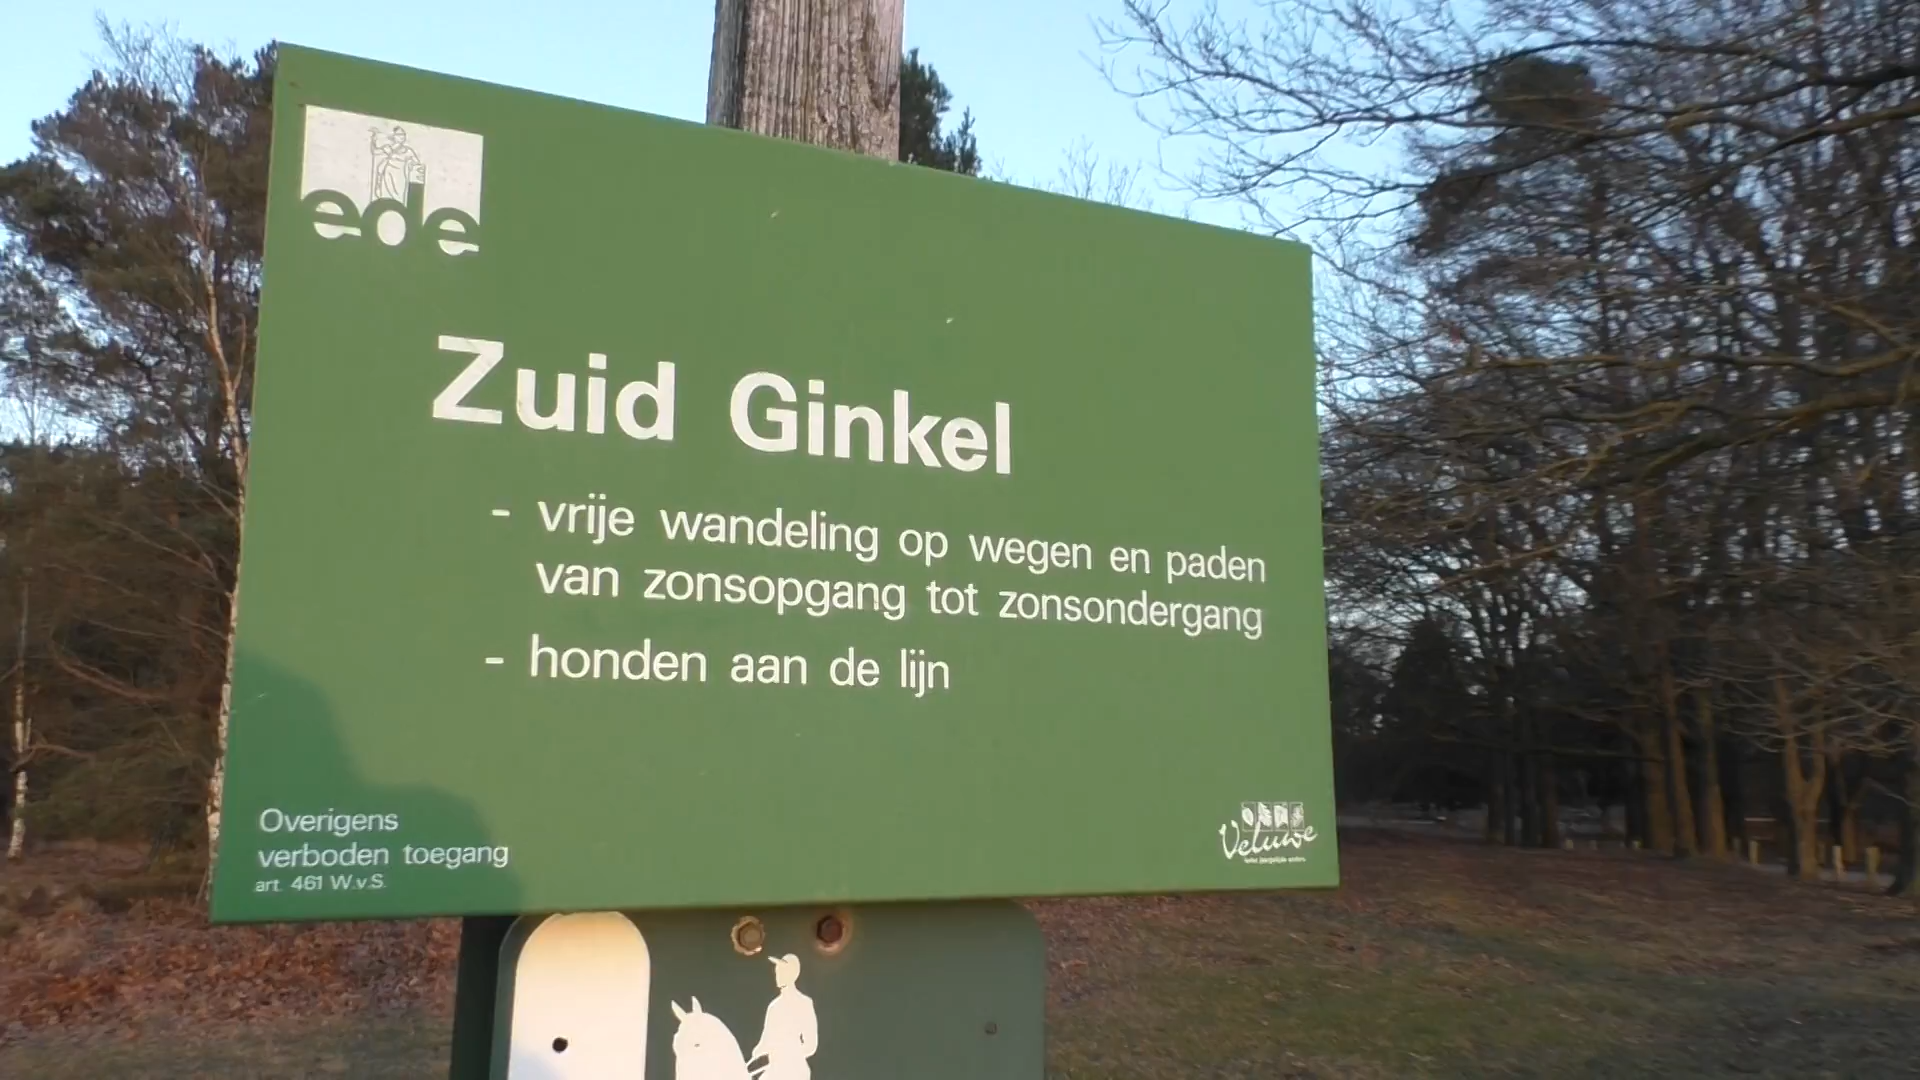 ede
Zuid Ginkel
- vrije wandeling op wegen en paden
van zonsopgang tot zonsondergang
- honden aan de lijn
Overigens
verboden toegang
art. 461 W.v.S.
Veluwe